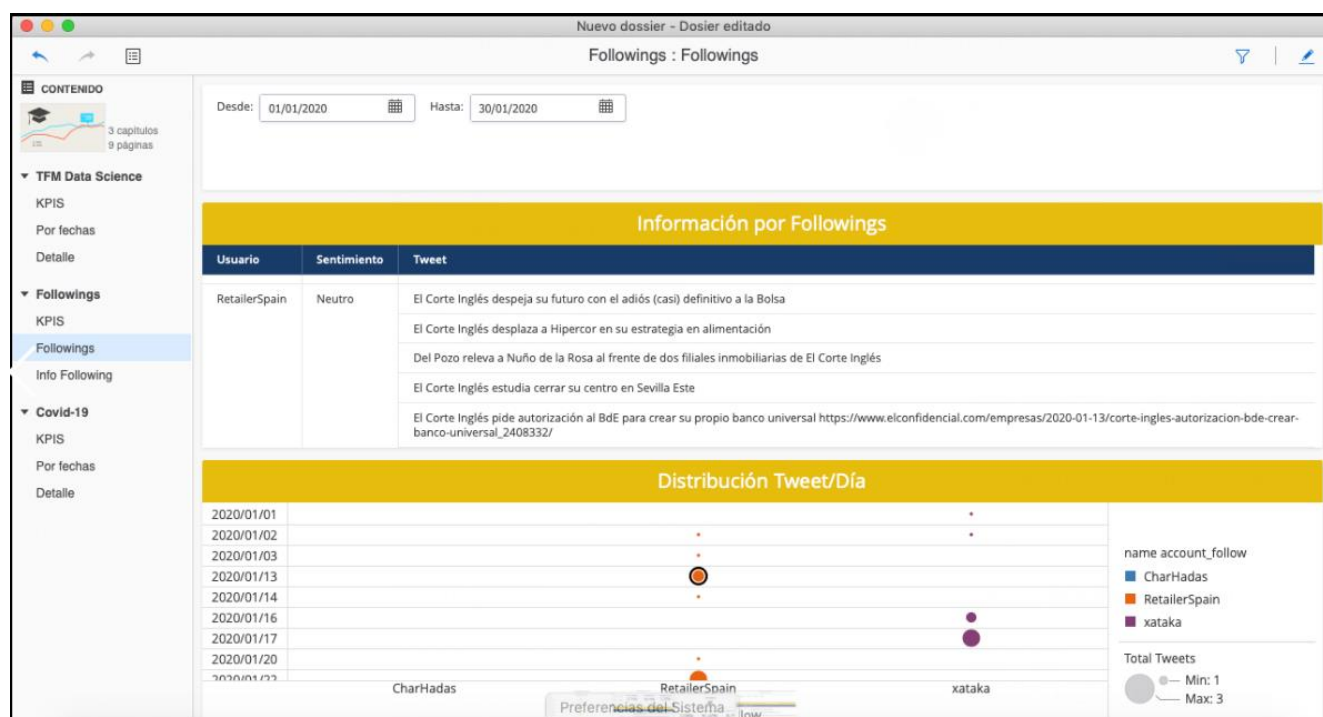 Nuevo dossier - Dosier editado
Followings : Followings
CONTENIDO
3 capítulos
9 páginas
TFM Data Science
KPIS
Por fechas
Detalle
Followings
KPIS
Followings
Info Following
Covid-19
KPIS
Por fechas
Detalle
Desde: 01/01/2020 Hasta: 30/01/2020
Información por Followings
Usuario Sentimiento Tweet
RetailerSpain Neutro El Corte Inglés despeja su futuro con el adiós (casi) definitivo a la Bolsa
El Corte Inglés desplaza a Hipercor en su estrategia en alimentación
Del Pozo releva a Nuño de la Rosa al frente de dos filiales inmobiliarias de El Corte Inglés
El Corte Inglés estudia cerrar su centro en Sevilla Este
El Corte Inglés pide autorización al BdE para crear su propio banco universal https://www.elconfidencial.com/empresas/2020-01-13/corte-ingles-autorizacion-bde-crear-
banco-universal_2408332/
Distribución Tweet/Día
2020/01/01
2020/01/02
2020/01/03
2020/01/13
2020/01/14
2020/01/16
2020/01/17
2020/01/20
2020/01/22
CharHadas RetailerSpain xataka
name account_follow
CharHadas
RetailerSpain
xataka
Total Tweets
Min: 1
Max: 3
Preferencias del Sistema